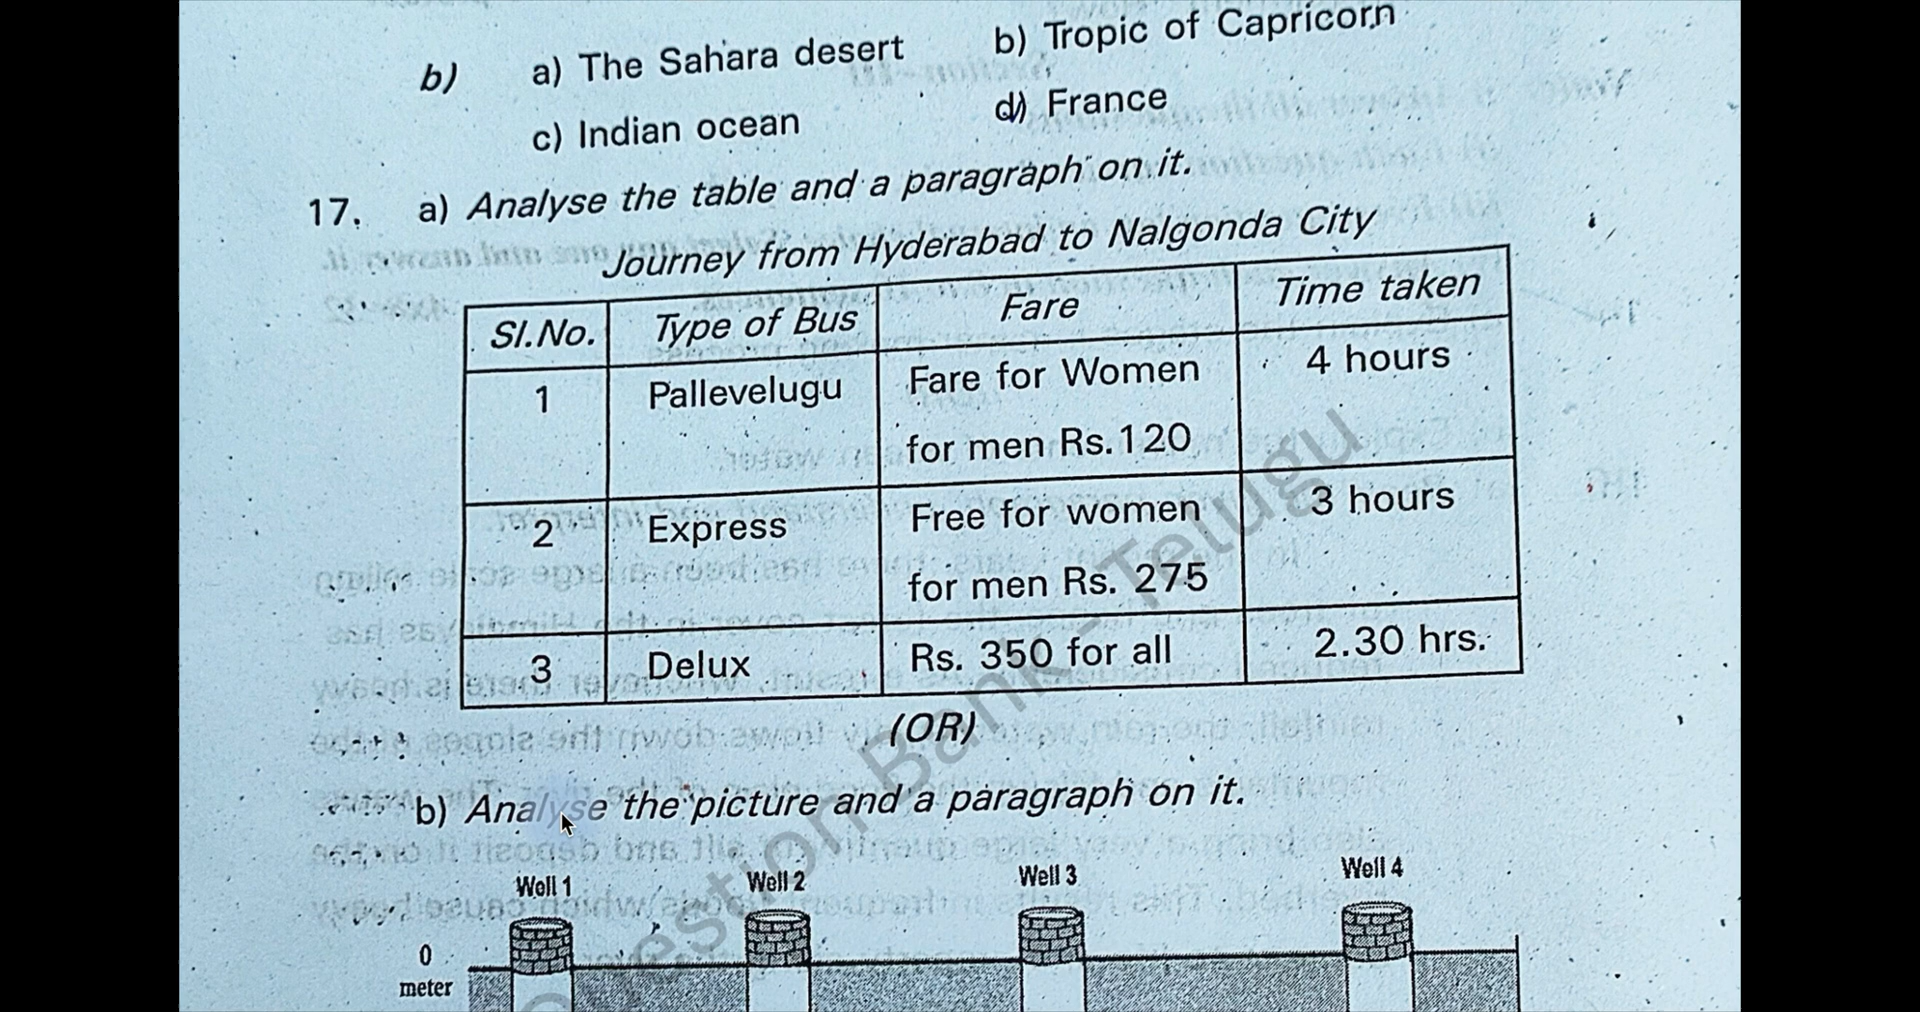 b) a) The Sahara desert b) Tropic of Capricorn
c) Indian ocean d) France
17. a) Analyse the table and a paragraph on it.
Journey from Hyderabad to Nalgonda City
Sl.No. Type of Bus Fare Time taken
1 Pallevelugu Fare for Women 4 hours
for men Rs.120
2 Express Free for women 3 hours
for men Rs. 275
3 Delux Rs. 350 for all 2.30 hrs.
(OR)
b) Analyse the picture and a paragraph on it.
Well 1 Well 2 Well 3 Well 4
0
meter
Question Bank - Telugu